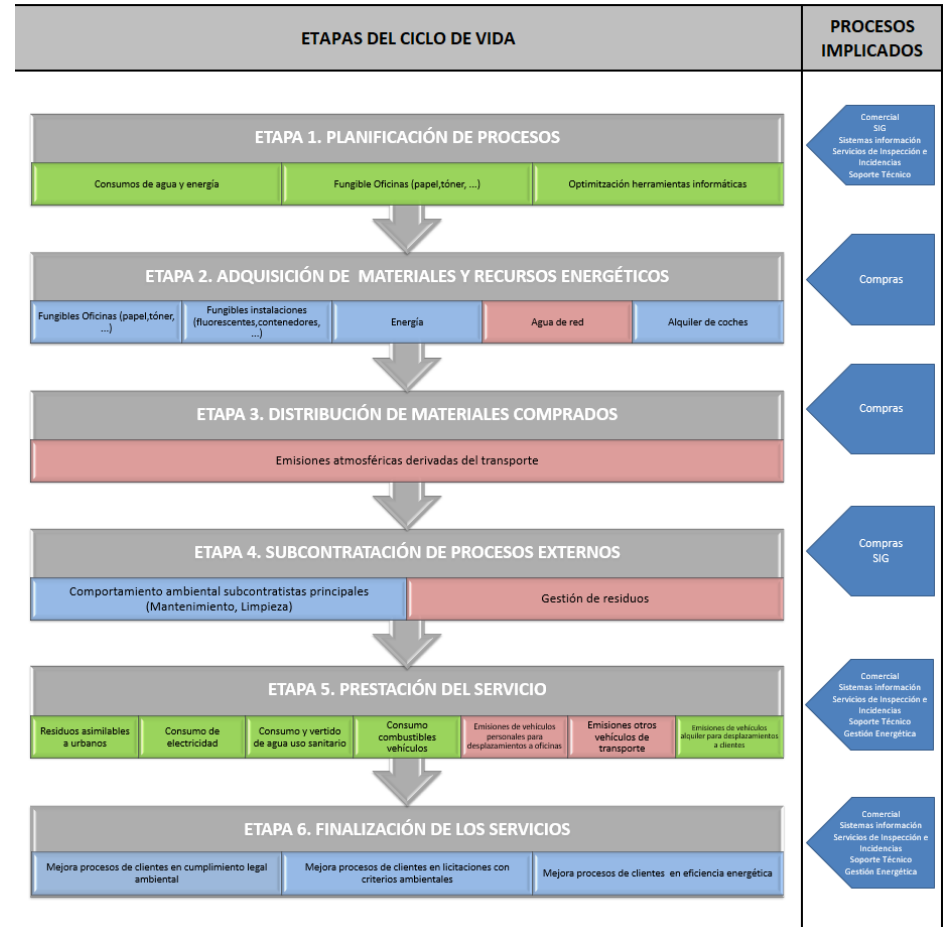 ETAPAS DEL CICLO DE VIDA
PROCESOS
IMPLICADOS
ETAPA 1. PLANIFICACIÓN DE PROCESOS
Consumos de agua y energía
Fungible Oficinas (papel,tóner, ...)
Optimitzación herramientas informáticas
Comercial
SIG
Sistemas información
Servicios de Inspección e
Incidencias
Soporte Técnico
ETAPA 2. ADQUISICIÓN DE MATERIALES Y RECURSOS ENERGÉTICOS
Fungibles Oficinas (papel,tóner,
...)
Fungibles instalaciones
(fluorescentes,contenedores,
...)
Energía
Agua de red
Alquiler de coches
Compras
ETAPA 3. DISTRIBUCIÓN DE MATERIALES COMPRADOS
Emisiones atmosféricas derivadas del transporte
Compras
ETAPA 4. SUBCONTRATACIÓN DE PROCESOS EXTERNOS
Comportamiento ambiental subcontratistas principales
(Mantenimiento, Limpieza)
Gestión de residuos
Compras
SIG
ETAPA 5. PRESTACIÓN DEL SERVICIO
Residuos asimilables
a urbanos
Consumo de
electricidad
Consumo y vertido
de agua uso sanitario
Consumo
combustibles
vehículos
Emisiones de vehículos
personales para
desplazamientos a oficinas
Emisiones otros
vehículos de
transporte
Emisiones de vehículos
alquiler para desplazamientos
a clientes
Comercial
Sistemas información
Servicios de Inspección e
Incidencias
Soporte Técnico
Gestión Energética
ETAPA 6. FINALIZACIÓN DE LOS SERVICIOS
Mejora procesos de clientes en cumplimiento legal
ambiental
Mejora procesos de clientes en licitaciones con
criterios ambientales
Mejora procesos de clientes en eficiencia energética
Comercial
Sistemas información
Servicios de Inspección e
Incidencias
Soporte Técnico
Gestión Energética